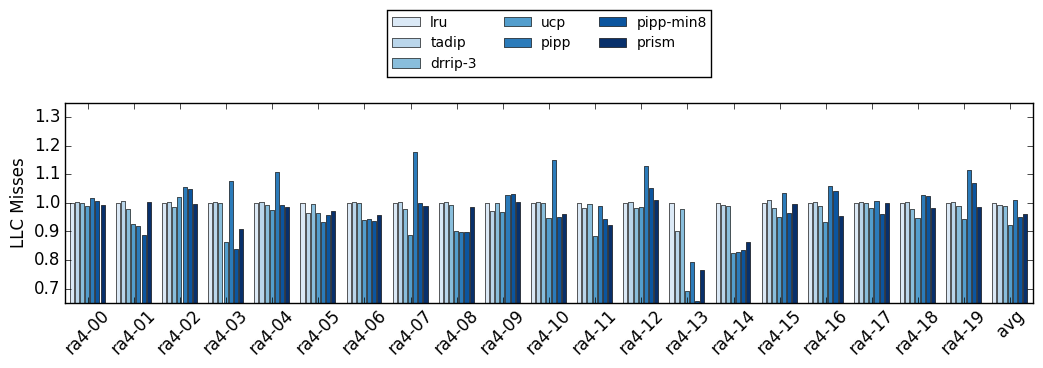 lru ucp pipp-min8
tadip pipp prism
drrip-3
1.3
1.2
1.1
1.0
0.9
0.8
0.7
LLC Misses
ra4-00 ra4-01 ra4-02 ra4-03 ra4-04 ra4-05 ra4-06 ra4-07 ra4-08 ra4-09 ra4-10 ra4-11 ra4-12 ra4-13 ra4-14 ra4-15 ra4-16 ra4-17 ra4-18 ra4-19 avg